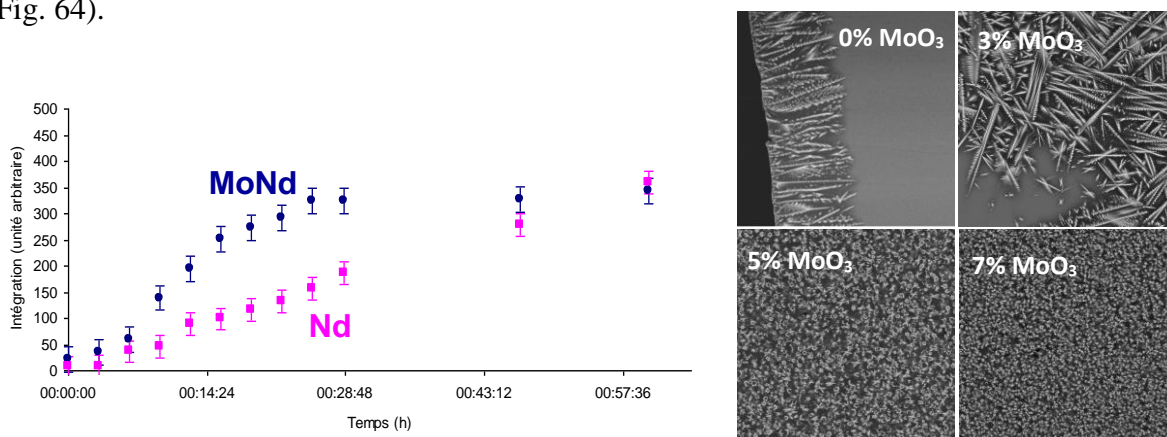 Fig. 64).
500
450
400
350
300
250
200
150
100
50
0
Intégration (unité arbitraire)
MoNd
Nd
00:00:00 00:14:24 00:28:48 00:43:12 00:57:36
Temps (h)
0% MoO₃
3% MoO₃
5% MoO₃
7% MoO₃